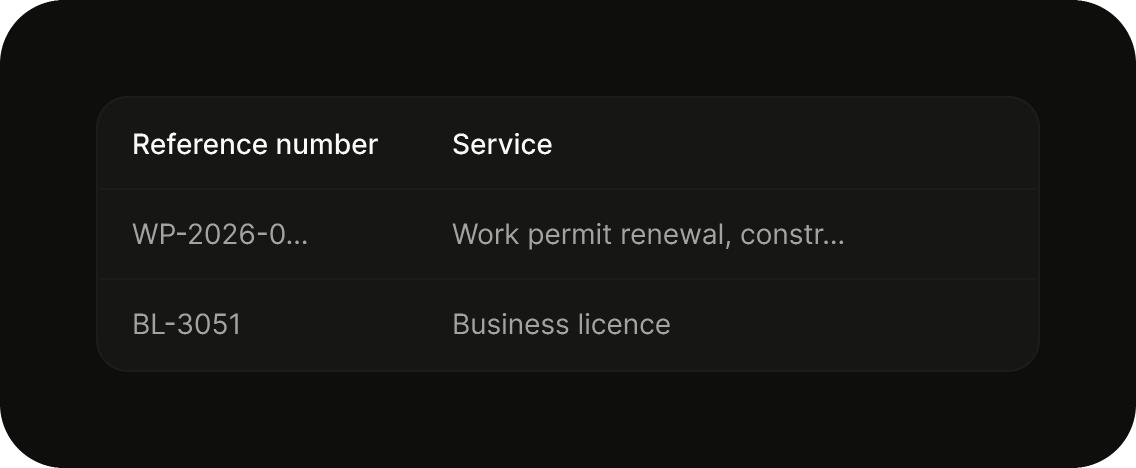 Reference number Service
WP-2026-0... Work permit renewal, constr...
BL-3051 Business licence